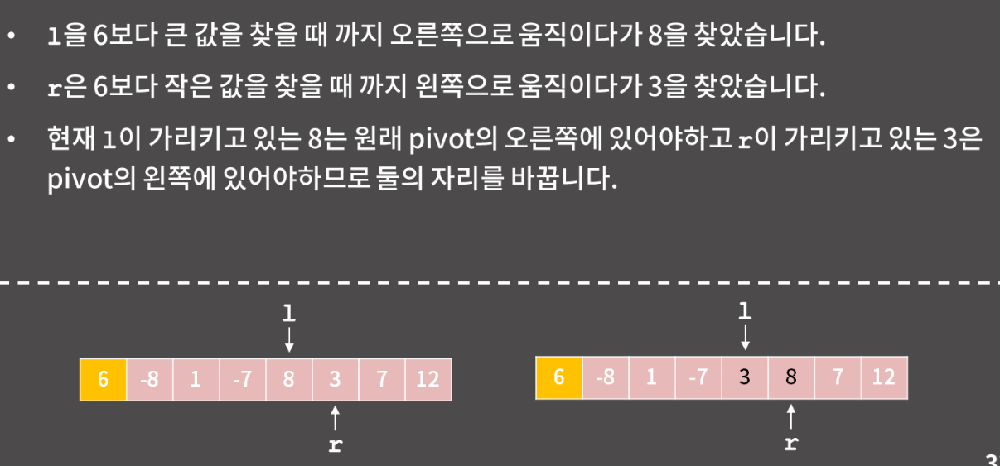 • l을 6보다 큰 값을 찾을 때 까지 오른쪽으로 움직이다가 8을 찾았습니다.
• r은 6보다 작은 값을 찾을 때 까지 왼쪽으로 움직이다가 3을 찾았습니다.
• 현재 l이 가리키고 있는 8는 원래 pivot의 오른쪽에 있어야하고 r이 가리키고 있는 3은
pivot의 왼쪽에 있어야하므로 둘의 자리를 바꿉니다.
l
6 -8 1 -7 8 3 7 12
r
l
6 -8 1 -7 3 8 7 12
r